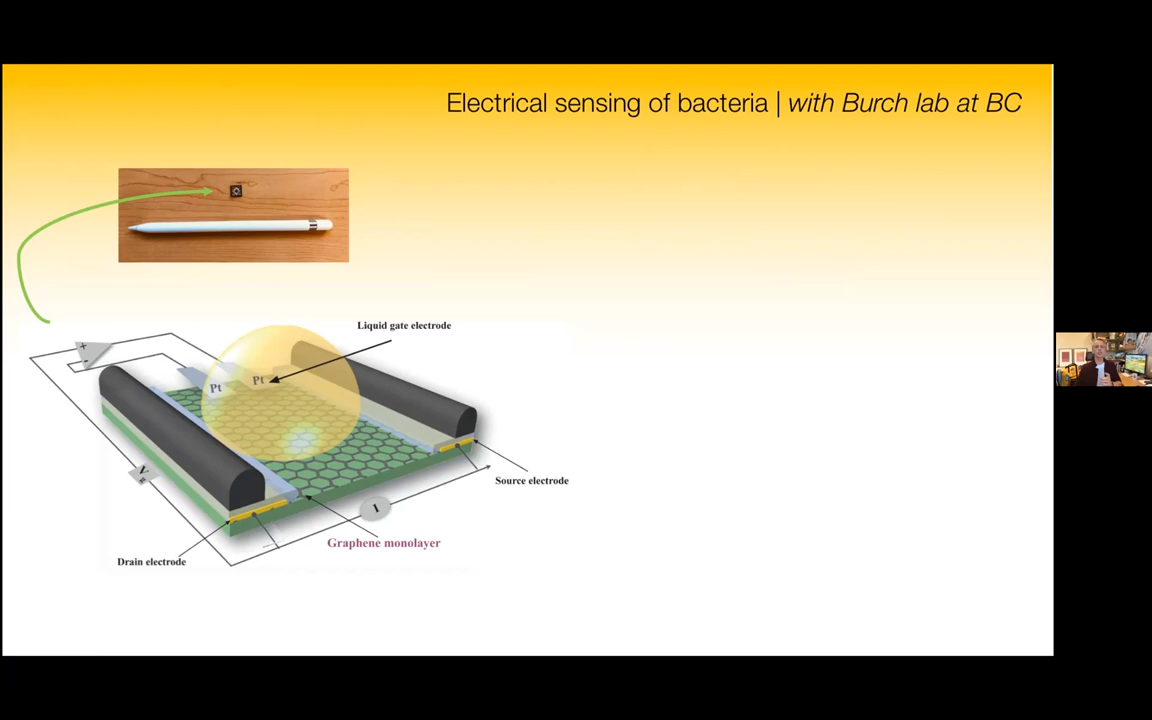 Electrical sensing of bacteria | with Burch lab at BC
Liquid gate electrode
+
-
Pt
Pt
Source electrode
I
Graphene monolayer
Drain electrode